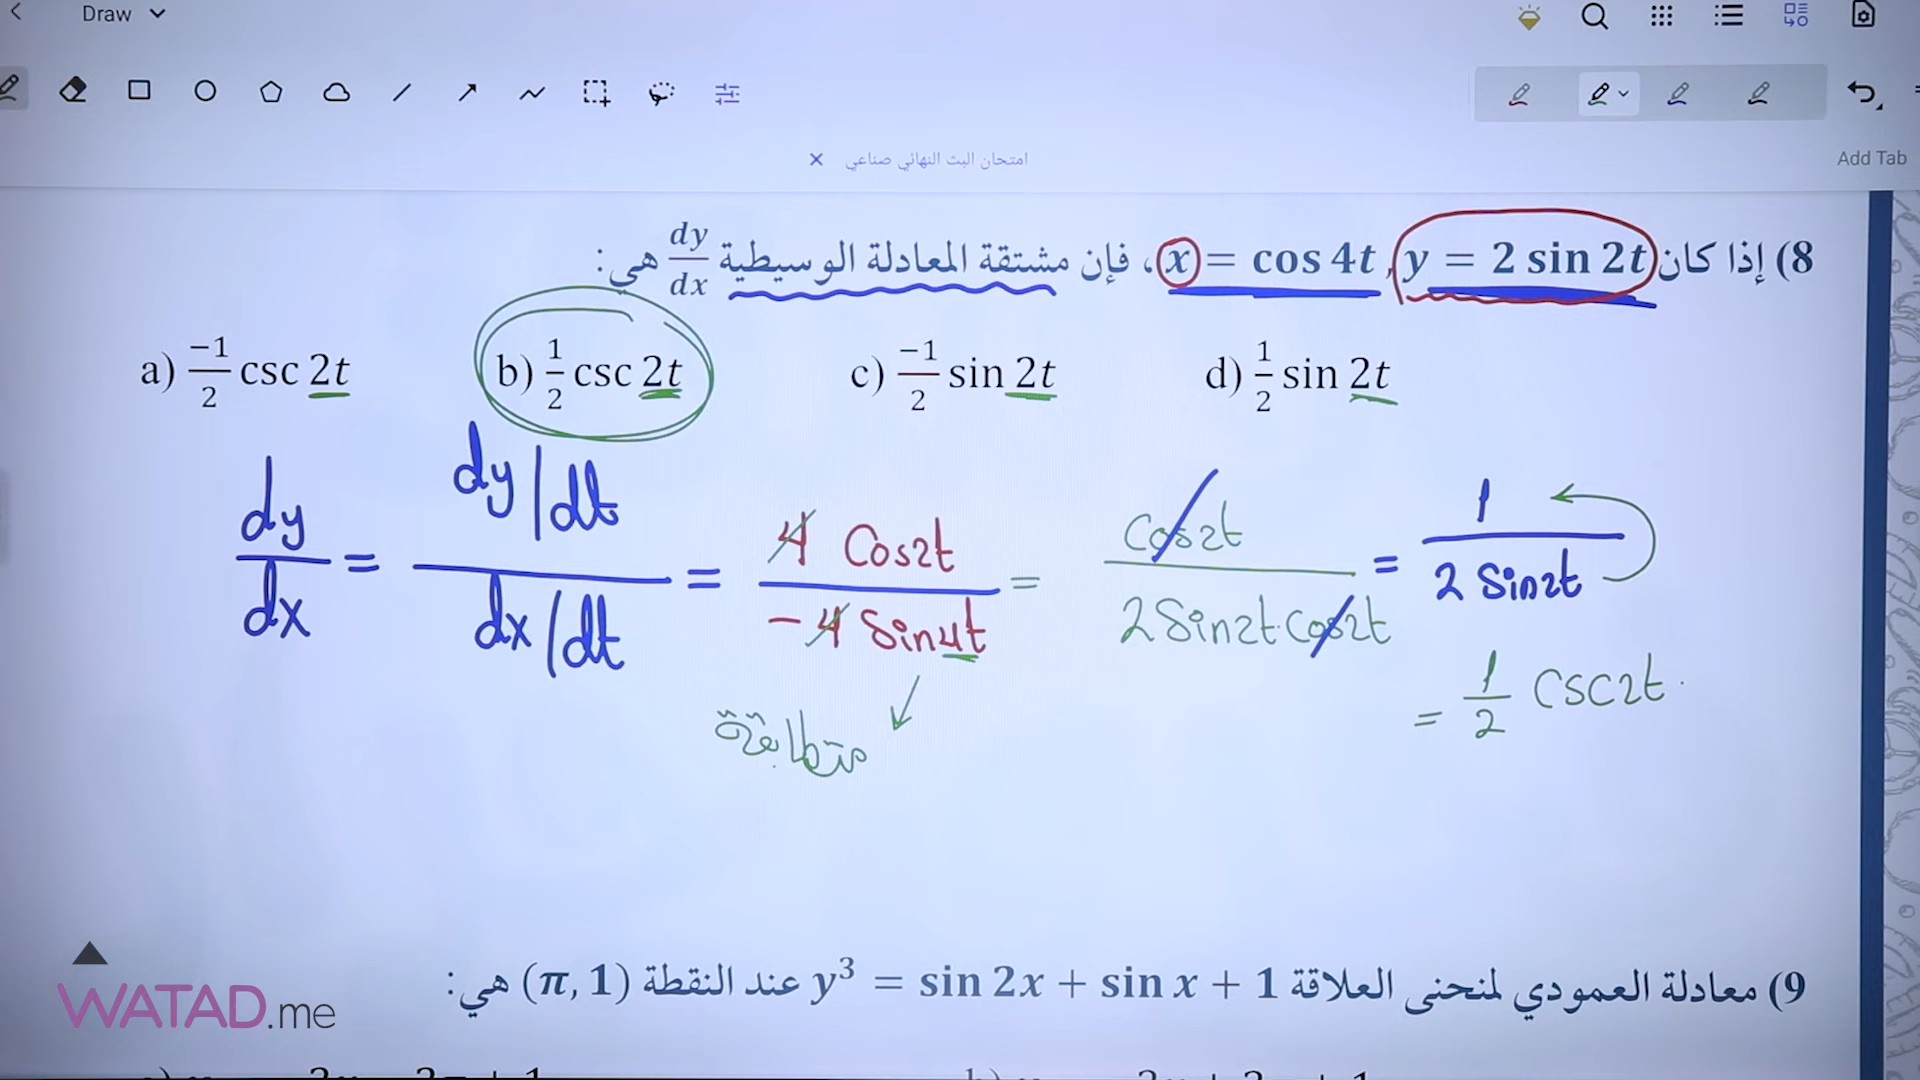 Draw
امتحان البث النهائي صناعي
Add Tab
8) إذا كان y = 2 sin 2t , x = cos 4t ، فإن مشتقة المعادلة الوسيطية dy/dx هي:
a) -1/2 csc 2t b) 1/2 csc 2t c) -1/2 sin 2t d) 1/2 sin 2t
dy/dx = dy/dt / dx/dt = 4 Cos2t / -4 Sin4t = Cos2t / 2 Sin2t . Cos2t = 1 / 2 Sin2t
متطابقة
= 1/2 CSC2t
9) معادلة العمودي لمنحنى العلاقة y³ = sin 2x + sin x + 1 عند النقطة (π, 1) هي:
WATAD.me